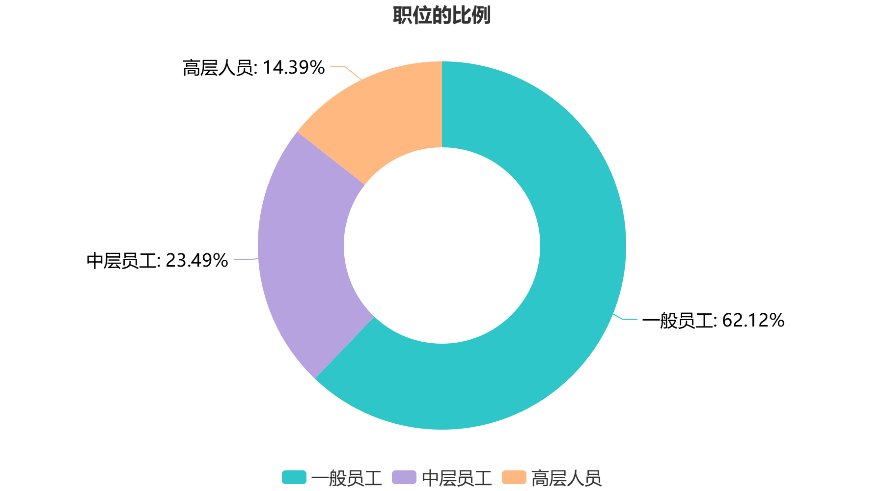 职位的比例
高层人员: 14.39%
中层员工: 23.49%
一般员工: 62.12%
一般员工 中层员工 高层人员